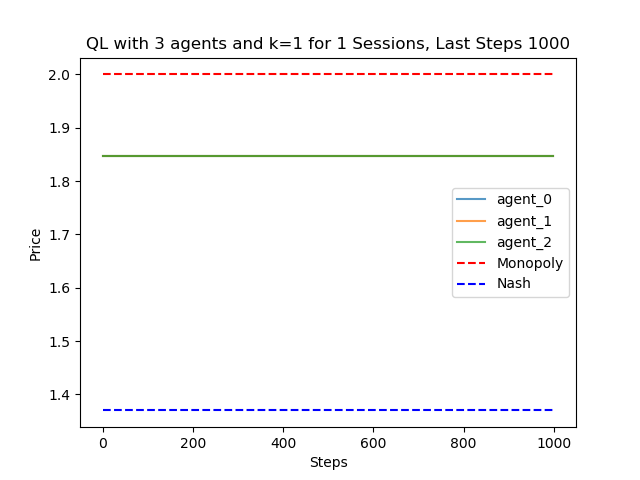 QL with 3 agents and k=1 for 1 Sessions, Last Steps 1000
2.0
1.9
1.8
1.7
1.6
1.5
1.4
Price
agent_0
agent_1
agent_2
Monopoly
Nash
0 200 400 600 800 1000
Steps